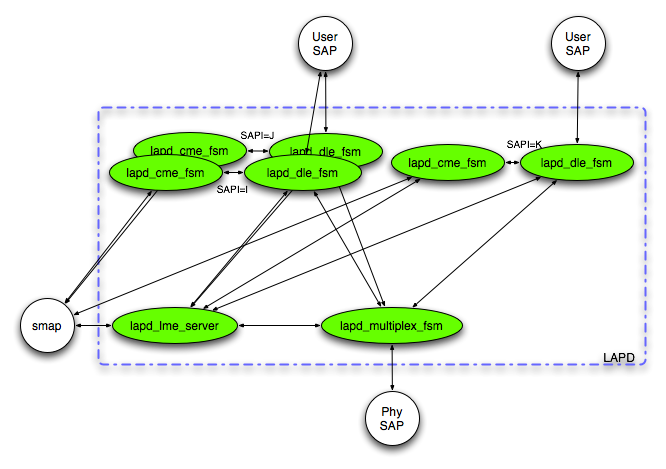 User
SAP
User
SAP
SAPI=J
lapd_cme_fsm
lapd_dle_fsm
SAPI=K
lapd_cme_fsm
lapd_dle_fsm
lapd_cme_fsm
lapd_dle_fsm
SAPI=I
smap
lapd_lme_server
lapd_multiplex_fsm
LAPD
Phy
SAP